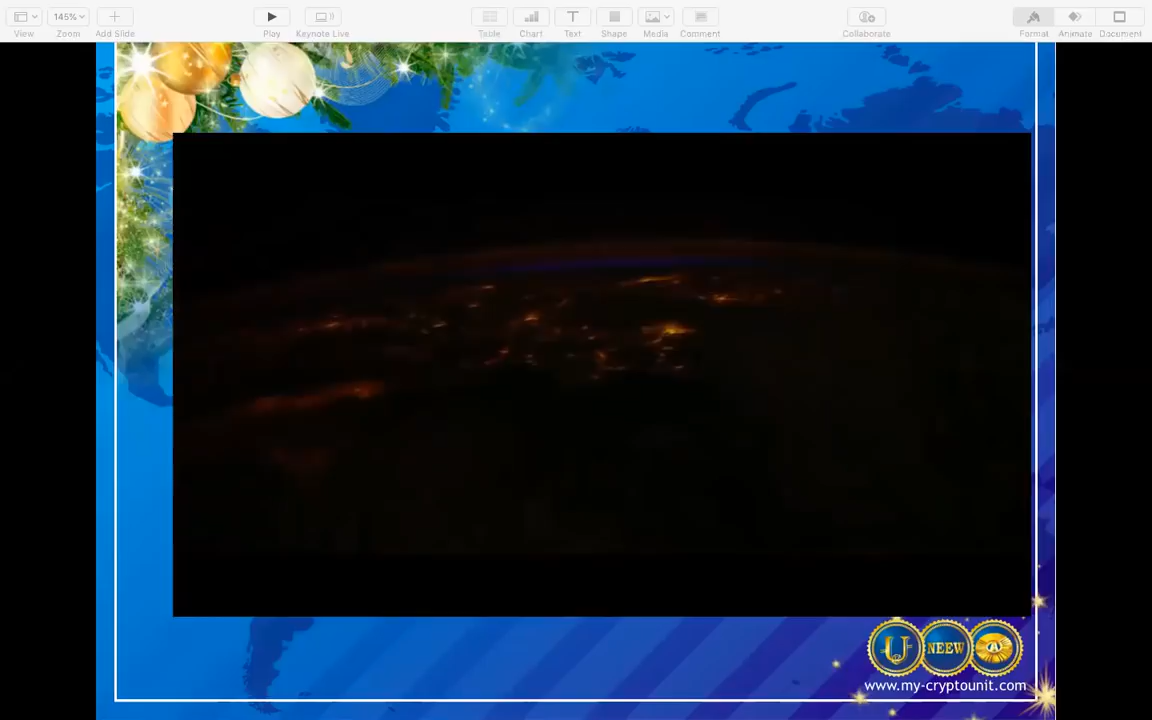 145%
View
Zoom
Add Slide
Play
Keynote Live
Table
Chart
Text
Shape
Media
Comment
Collaborate
Format
Animate
Document
T
U
NEEW
A
www.my-cryptounit.com